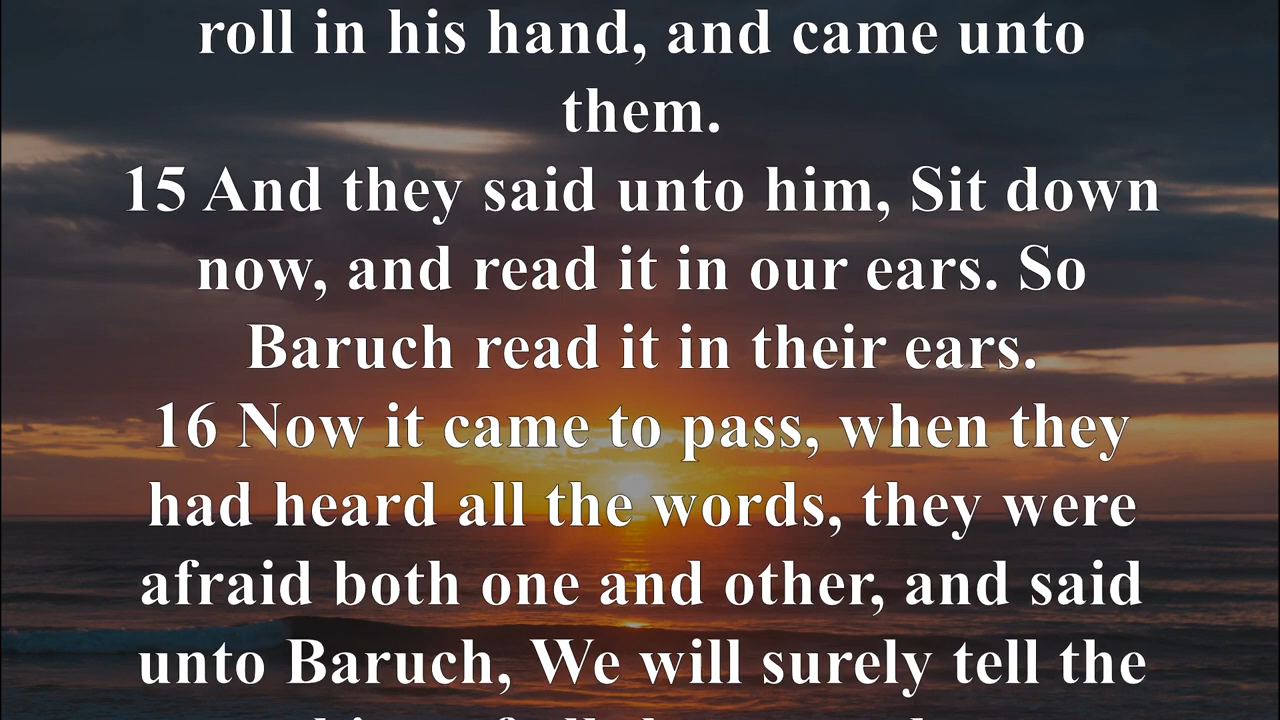 roll in his hand, and came unto
them.
15 And they said unto him, Sit down
now, and read it in our ears. So
Baruch read it in their ears.
16 Now it came to pass, when they
had heard all the words, they were
afraid both one and other, and said
unto Baruch, We will surely tell the